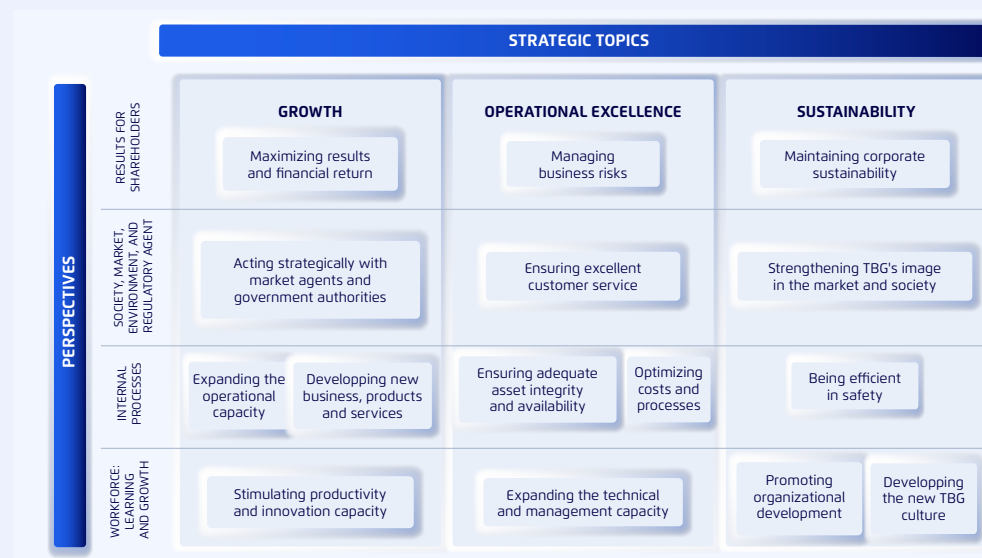 STRATEGIC TOPICS
PERSPECTIVES
GROWTH
OPERATIONAL EXCELLENCE
SUSTAINABILITY
RESULTS FOR
SHAREHOLDERS
Maximizing results
and financial return
Managing
business risks
Maintaining corporate
sustainability
SOCIETY, MARKET,
ENVIRONMENT, AND
REGULATORY AGENT
Acting strategically with
market agents and
government authorities
Ensuring excellent
customer service
Strengthening TBG's image
in the market and society
INTERNAL
PROCESSES
Expanding the
operational
capacity
Developping new
business, products
and services
Ensuring adequate
asset integrity
and availability
Optimizing
costs and
processes
Being efficient
in safety
WORKFORCE:
LEARNING
AND GROWTH
Stimulating productivity
and innovation capacity
Expanding the technical
and management capacity
Promoting
organizational
development
Developping
the new TBG
culture